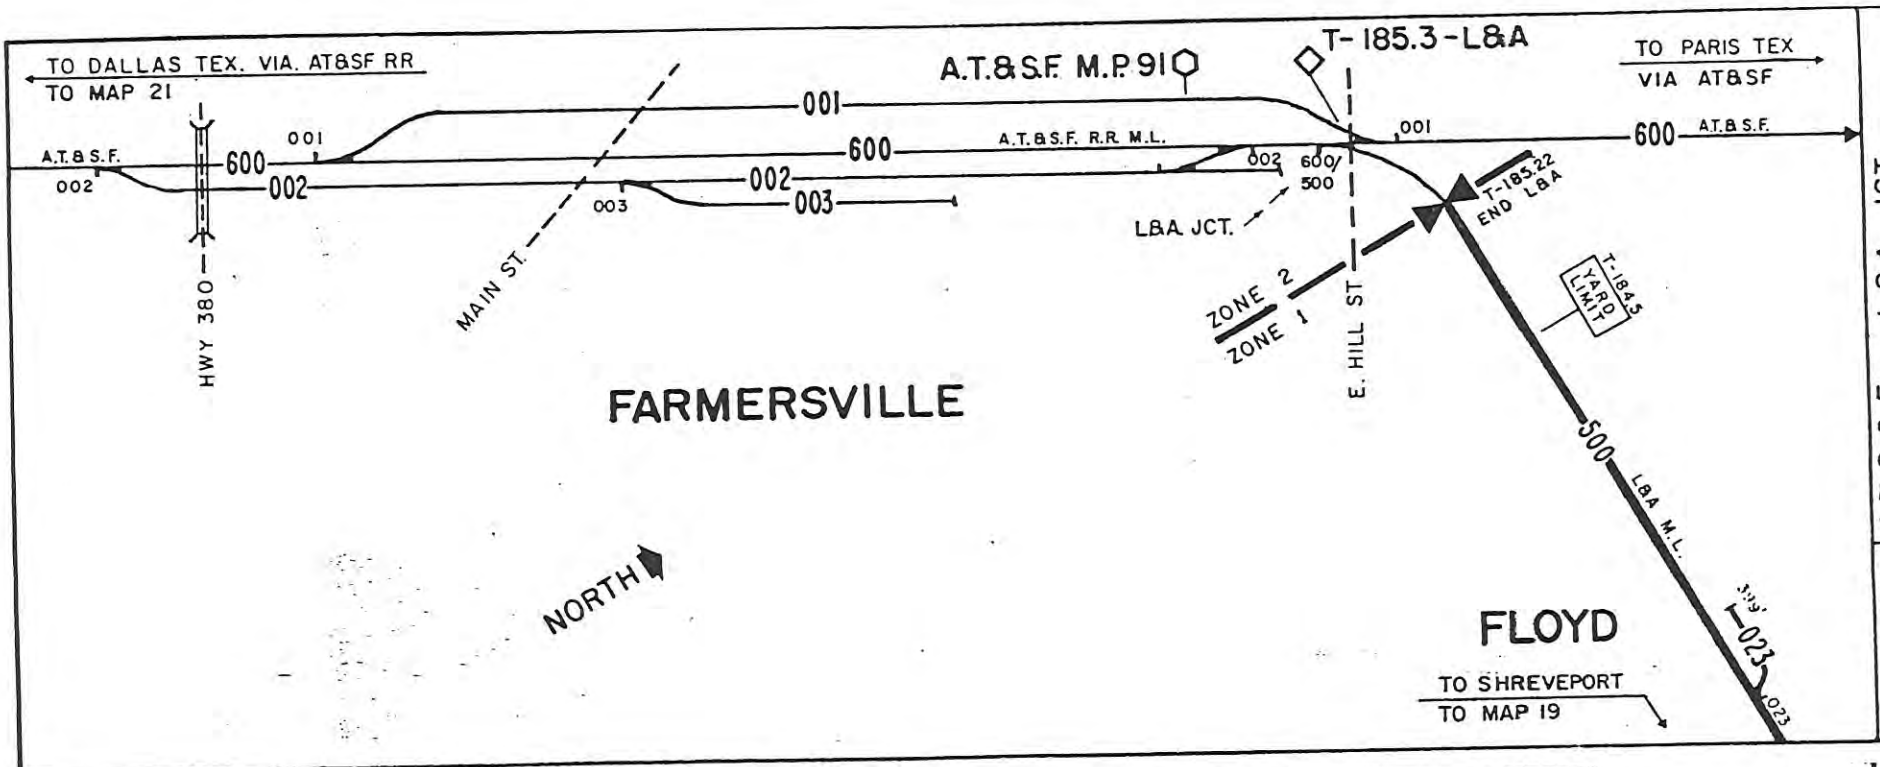 TO DALLAS TEX. VIA. AT&SF RR
TO MAP 21
A.T.&S.F. M.P. 91
T-185.3-L&A
TO PARIS TEX
VIA AT&SF
001
001
001
A.T.&S.F.
600
600
A.T.&S.F. R.R. M.L.
600
A.T.&S.F.
002
002
002
002
600/
500
003
003
L&A. JCT.
T-185.22
END L&A
HWY 380
MAIN ST.
ZONE 2
ZONE 1
E. HILL ST
T-184.5
YARD
LIMIT
FARMERSVILLE
500
L&A M.L.
NORTH
399'
023
023
FLOYD
TO SHREVEPORT
TO MAP 19